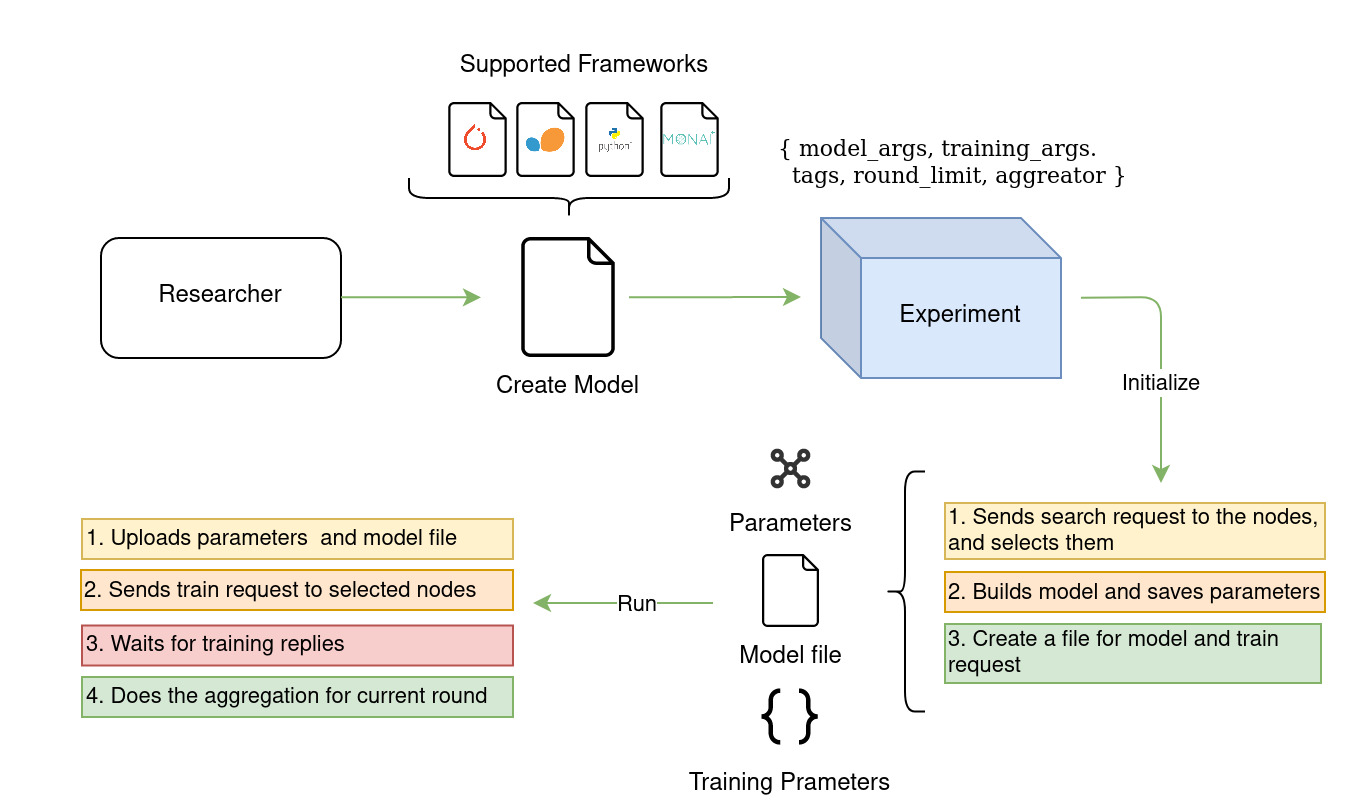 Supported Frameworks
python
MONAI
{ model_args, training_args.
tags, round_limit, aggreator }
Researcher
Create Model
Experiment
Initialize
1. Sends search request to the nodes,
and selects them
2. Builds model and saves parameters
3. Create a file for model and train
request
Parameters
Model file
{ }
Training Prameters
Run
1. Uploads parameters  and model file
2. Sends train request to selected nodes
3. Waits for training replies
4. Does the aggregation for current round